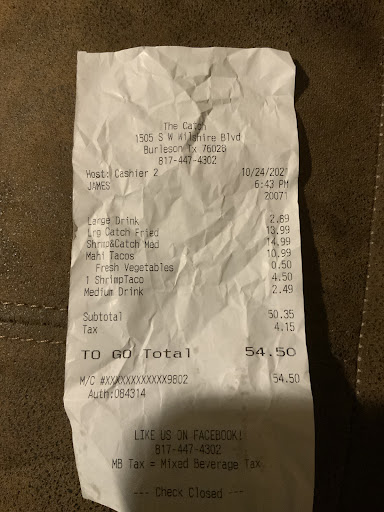 The Catch
1505 S W Wilshire Blvd
Burleson Tx 76028
817-447-4302
Host: Cashier 2 10/24/2021
JAMES 6:43 PM
20071
Large Drink 2.89
Lrg Catch Fried 13.99
Shrmp&Catch Med 14.99
Mahi Tacos 10.99
Fresh Vegetables 0.50
1 ShrimpTaco 4.50
Medium Drink 2.49
Subtotal 50.35
Tax 4.15
TO GO Total 54.50
M/C #XXXXXXXXXXXX9802 54.50
Auth:084314
LIKE US ON FACEBOOK!
817-447-4302
MB Tax = Mixed Beverage Tax
--- Check Closed ---